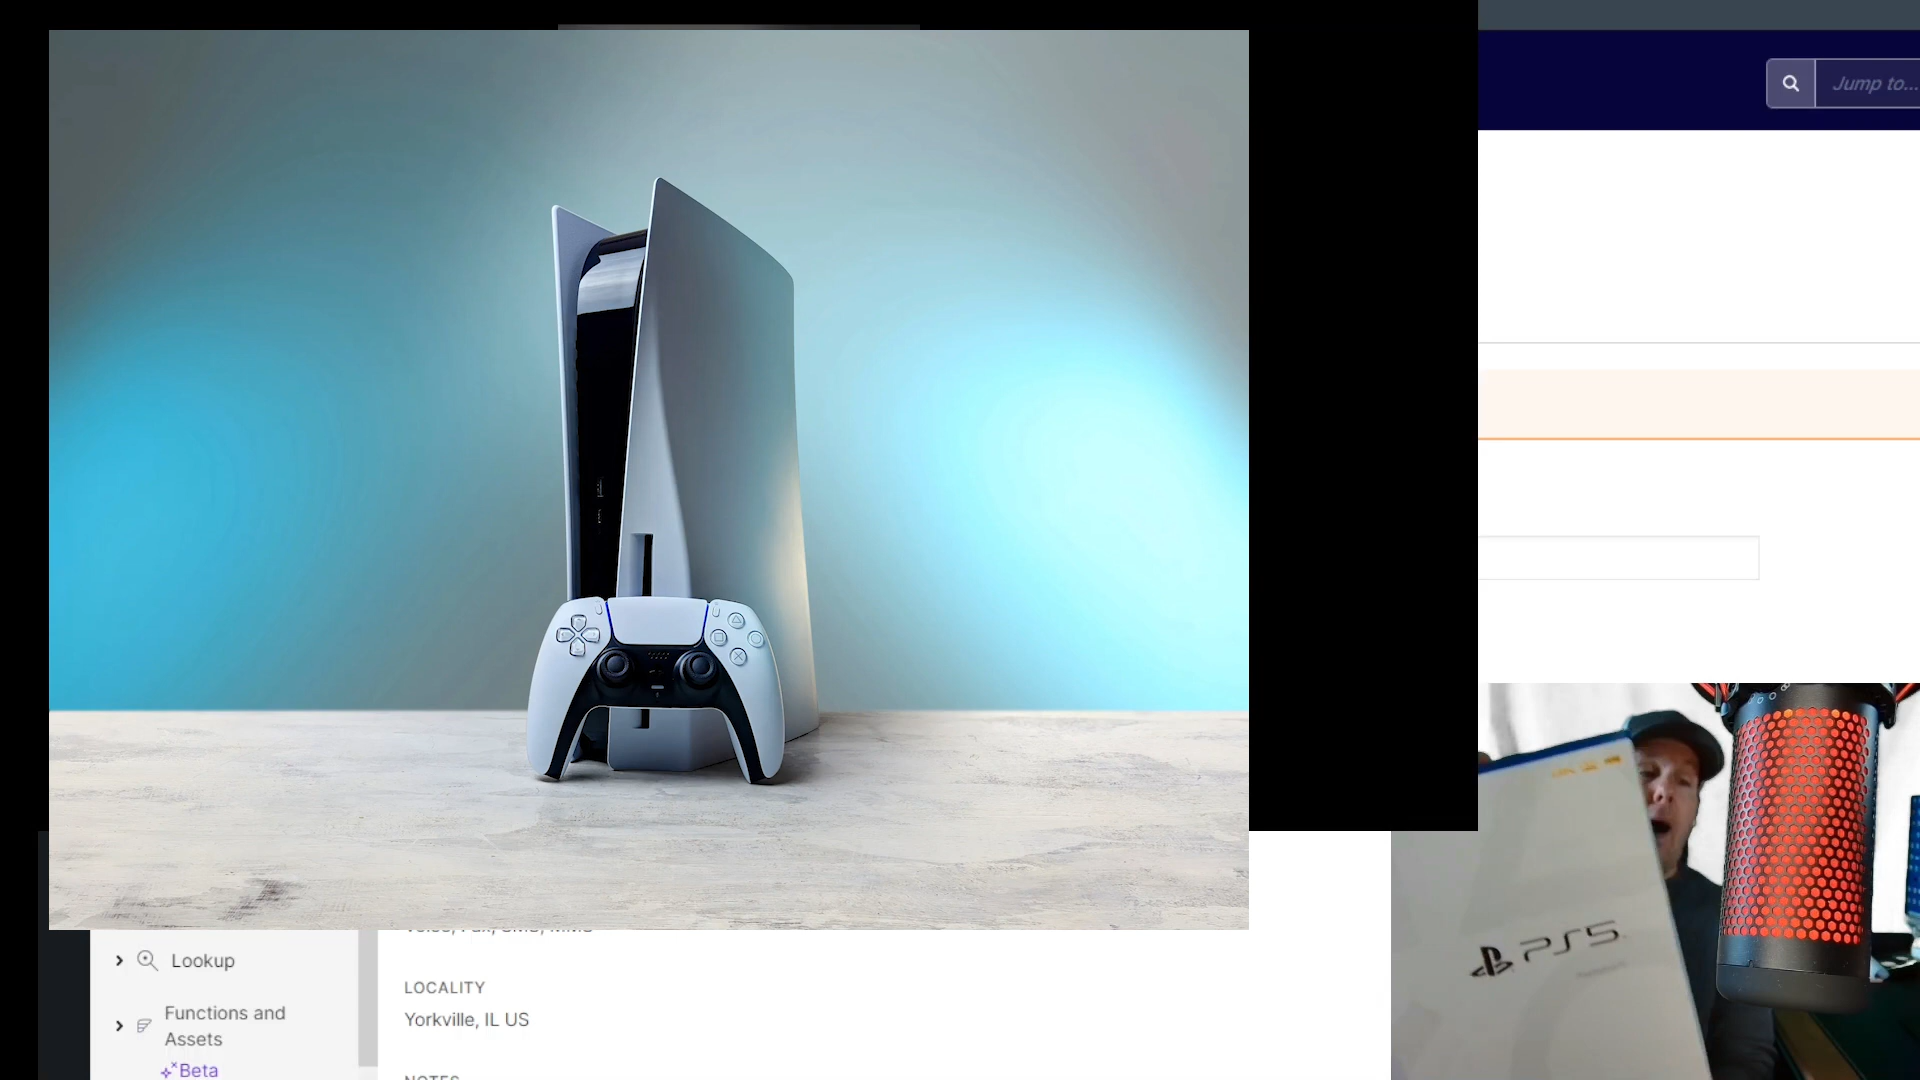 Jump to...
Lookup
Functions and
Assets
Beta
LOCALITY
Yorkville, IL US
PS5